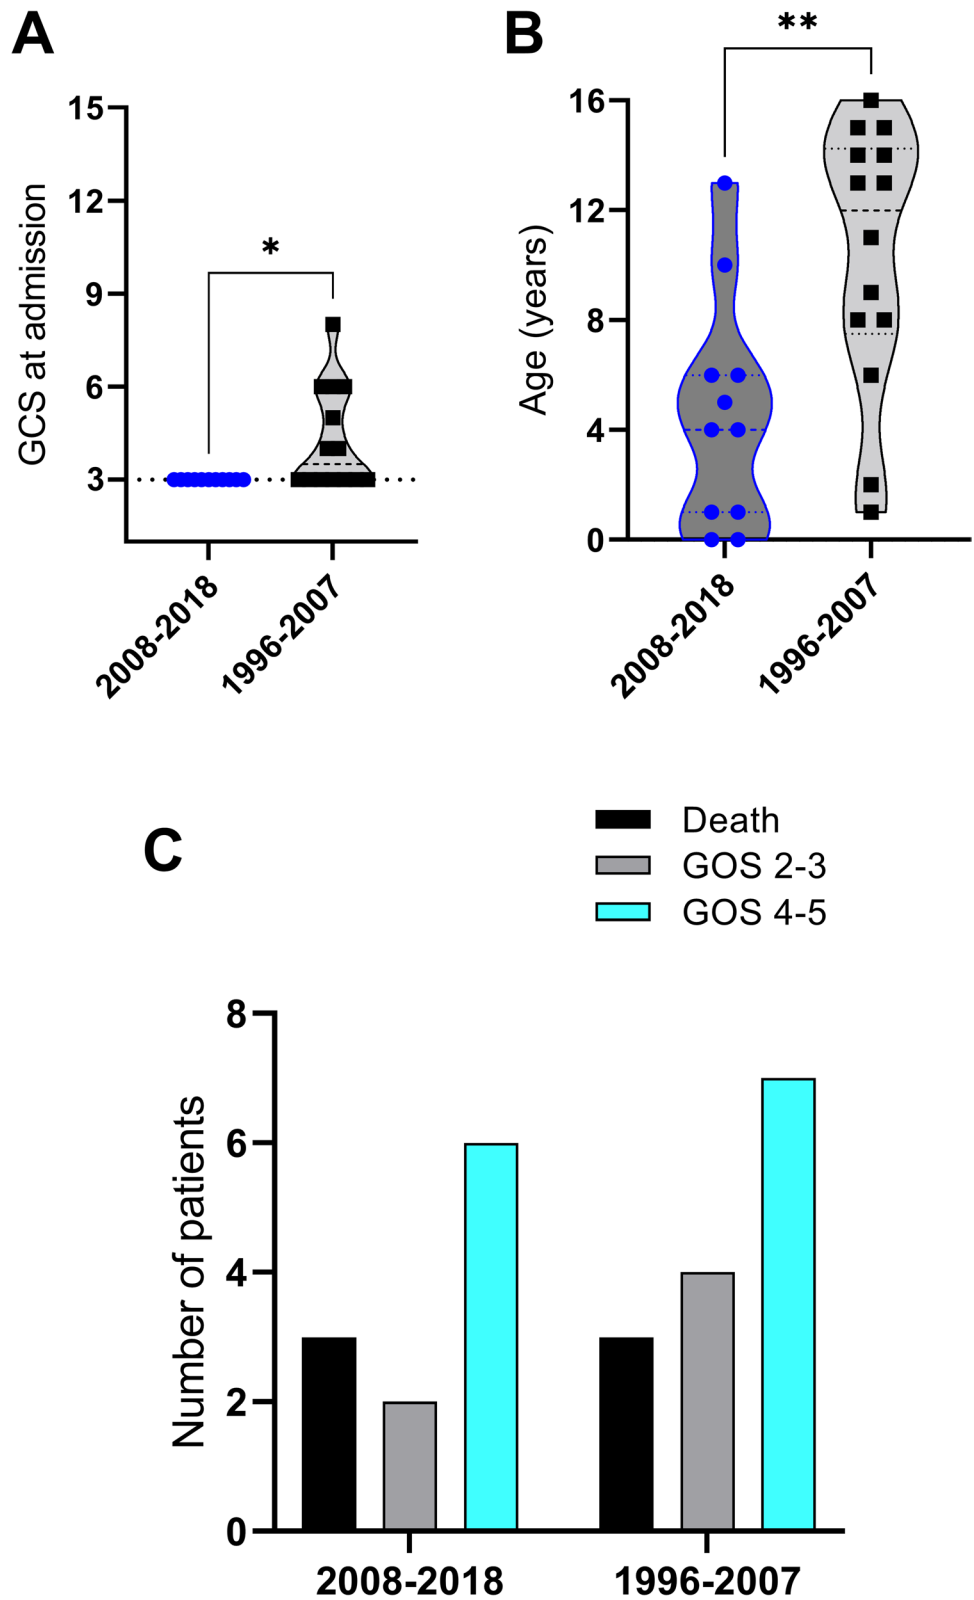 A
15
12
9
6
3
GCS at admission
*
2008-2018
1996-2007
B
16
12
8
4
0
Age (years)
**
2008-2018
1996-2007
C
Death
GOS 2-3
GOS 4-5
8
6
4
2
0
Number of patients
2008-2018
1996-2007